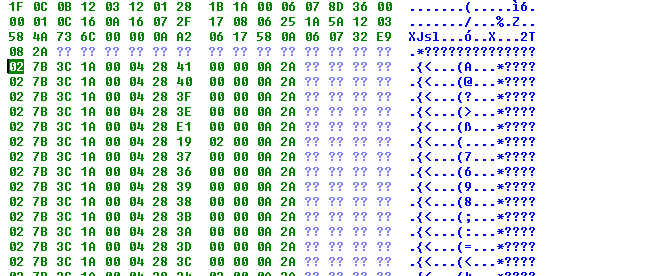 1F 0C 0B 12 03 12 01 28 1B 1A 00 06 07 8D 36 00 .......(.....ì6.
00 01 0C 16 0A 16 07 2F 17 08 06 25 1A 5A 12 03 ......./...%.Z..
58 4A 73 6C 00 00 0A A2 06 17 58 0A 06 07 32 E9 XJsl...ó..X...2Т
08 2A ?? ?? ?? ?? ?? ?? ?? ?? ?? ?? ?? ?? ?? ?? .*??????????????
02 7B 3C 1A 00 04 28 41 00 00 0A 2A ?? ?? ?? ?? .{<...(A...*????
02 7B 3C 1A 00 04 28 40 00 00 0A 2A ?? ?? ?? ?? .{<...(@...*????
02 7B 3C 1A 00 04 28 3F 00 00 0A 2A ?? ?? ?? ?? .{<...(?...*????
02 7B 3C 1A 00 04 28 3E 00 00 0A 2A ?? ?? ?? ?? .{<...(>...*????
02 7B 3C 1A 00 04 28 E1 00 00 0A 2A ?? ?? ?? ?? .{<...(ß...*????
02 7B 3C 1A 00 04 28 19 02 00 00 0A 2A ?? ?? ?? .{<...(....*????
02 7B 3C 1A 00 04 28 37 00 00 0A 2A ?? ?? ?? ?? .{<...(7...*????
02 7B 3C 1A 00 04 28 36 00 00 0A 2A ?? ?? ?? ?? .{<...(6...*????
02 7B 3C 1A 00 04 28 39 00 00 0A 2A ?? ?? ?? ?? .{<...(9...*????
02 7B 3C 1A 00 04 28 38 00 00 0A 2A ?? ?? ?? ?? .{<...(8...*????
02 7B 3C 1A 00 04 28 3B 00 00 0A 2A ?? ?? ?? ?? .{<...(;...*????
02 7B 3C 1A 00 04 28 3A 00 00 0A 2A ?? ?? ?? ?? .{<...(:...*????
02 7B 3C 1A 00 04 28 3D 00 00 0A 2A ?? ?? ?? ?? .{<...(=...*????
02 7B 3C 1A 00 04 28 3C 00 00 0A 2A ?? ?? ?? ?? .{<...(<...*????